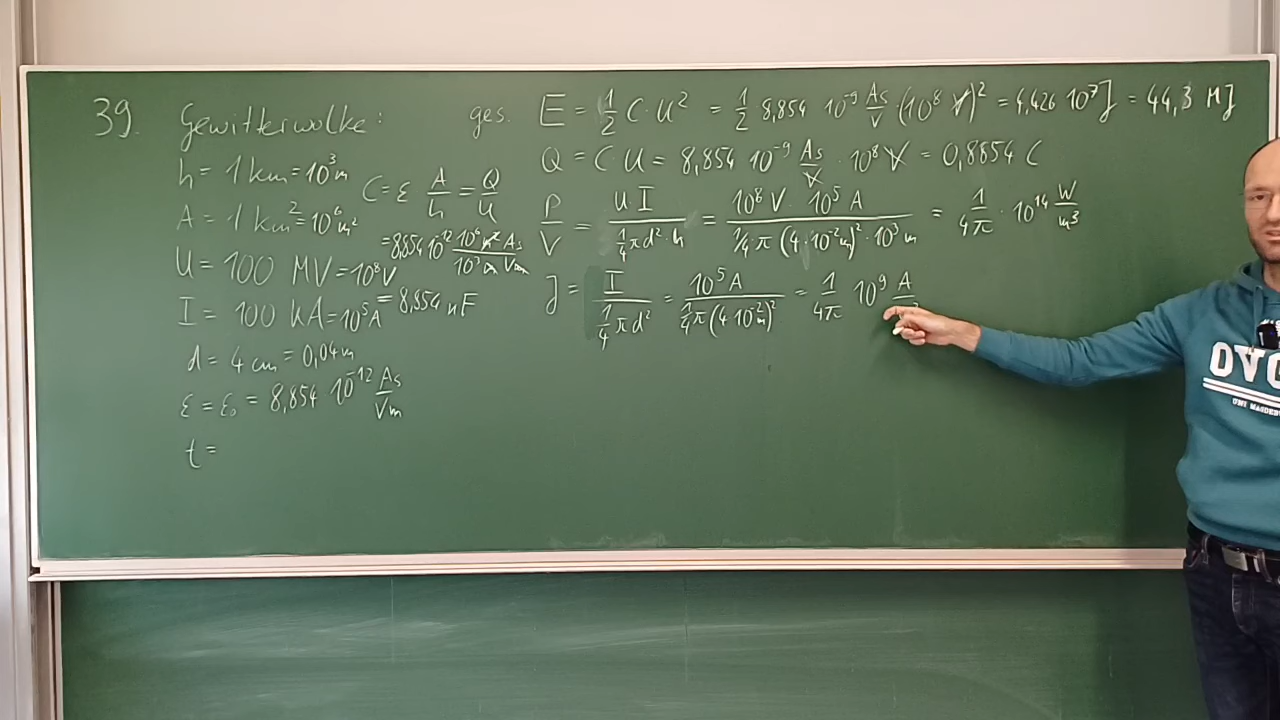 39. Gewitterwolke:
h = 1 km = 10³ m
A = 1 km² = 10⁶ m²
U = 100 MV = 10⁸ V
I = 100 kA = 10⁵ A
d = 4 cm = 0,04 m
ε = ε₀ = 8,854 10⁻¹² As/Vm
t =
C = ε A/h = Q/U
= 8,854 10⁻¹² 10⁶ m² As / 10³ m Vm
= 8,854 nF
ges. E = 1/2 C · U² = 1/2 8,854 10⁻⁹ As/V (10⁸ V)² = 4,426 10⁷ J = 44,3 MJ
Q = C U = 8,854 10⁻⁹ As/V · 10⁸ V = 0,8854 C
P/V = U I / 1/4 π d² · h = 10⁸ V · 10⁵ A / 1/4 · π (4 · 10⁻² m)² · 10³ m = 1/4π · 10¹⁴ W/m³
J = I / 1/4 π d² = 10⁵ A / 1/4 π (4 10⁻² m)² = 1/4π 10⁹ A
OVG
UNI MAGDEB